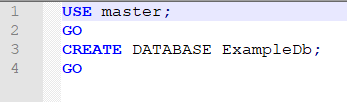 1 USE master;
2 GO
3 CREATE DATABASE ExampleDb;
4 GO